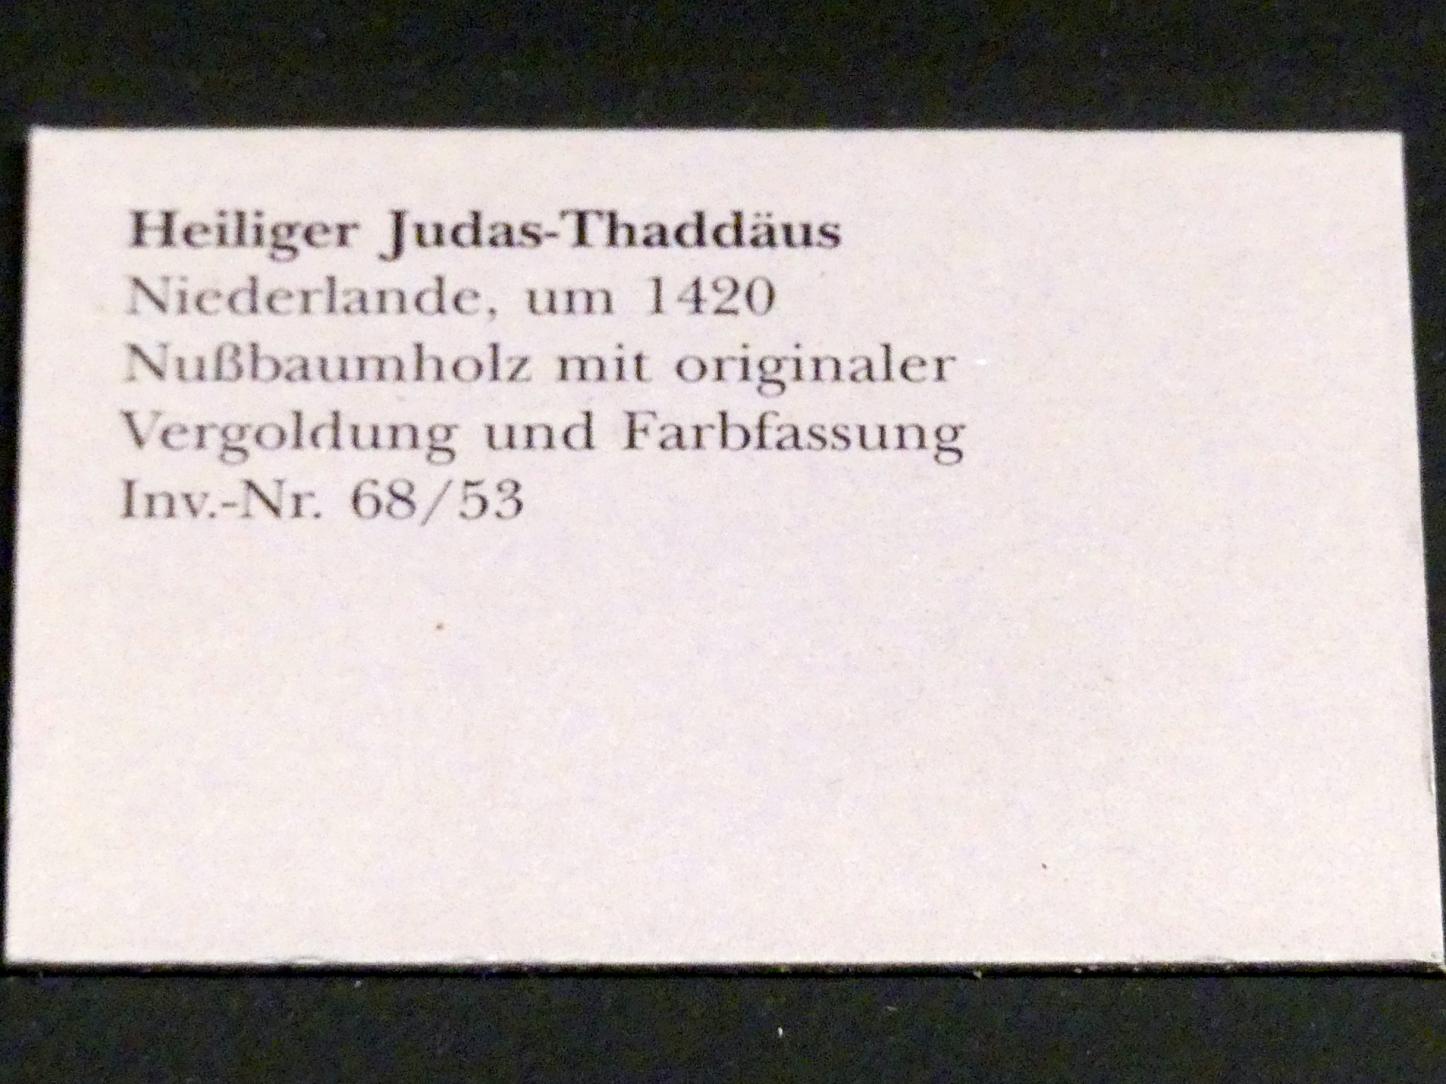 Heiliger Judas-Thaddäus
Niederlande, um 1420
Nußbaumholz mit originaler
Vergoldung und Farbfassung
Inv.-Nr. 68/53